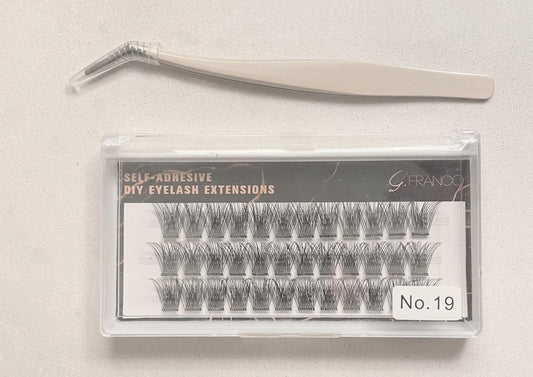 SELF-ADHESIVE
DIY EYELASH EXTENSIONS
G.FRANCO
No.19